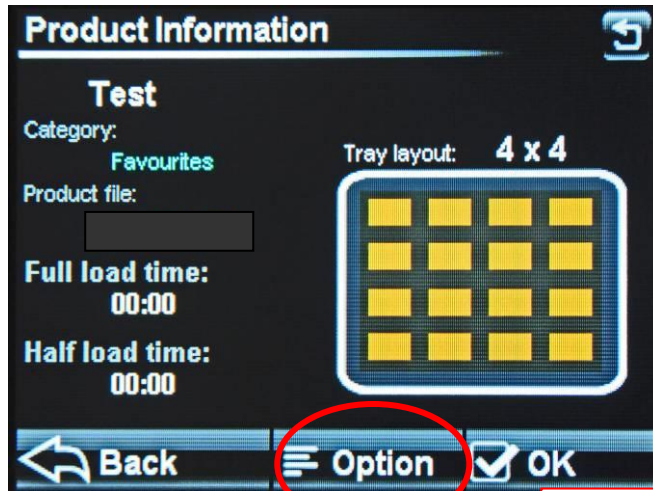 Product Information
Test
Category:
Favourites
Product file:
Full load time:
00:00
Half load time:
00:00
Tray layout: 4 x 4
Back
Option
OK